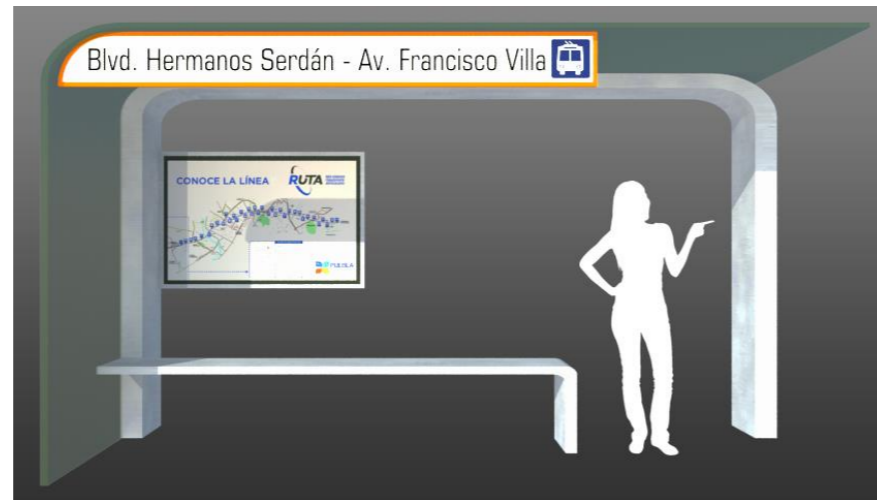 Blvd. Hermanos Serdán - Av. Francisco Villa
CONOCE LA LÍNEA
RUTA
PUEBLA